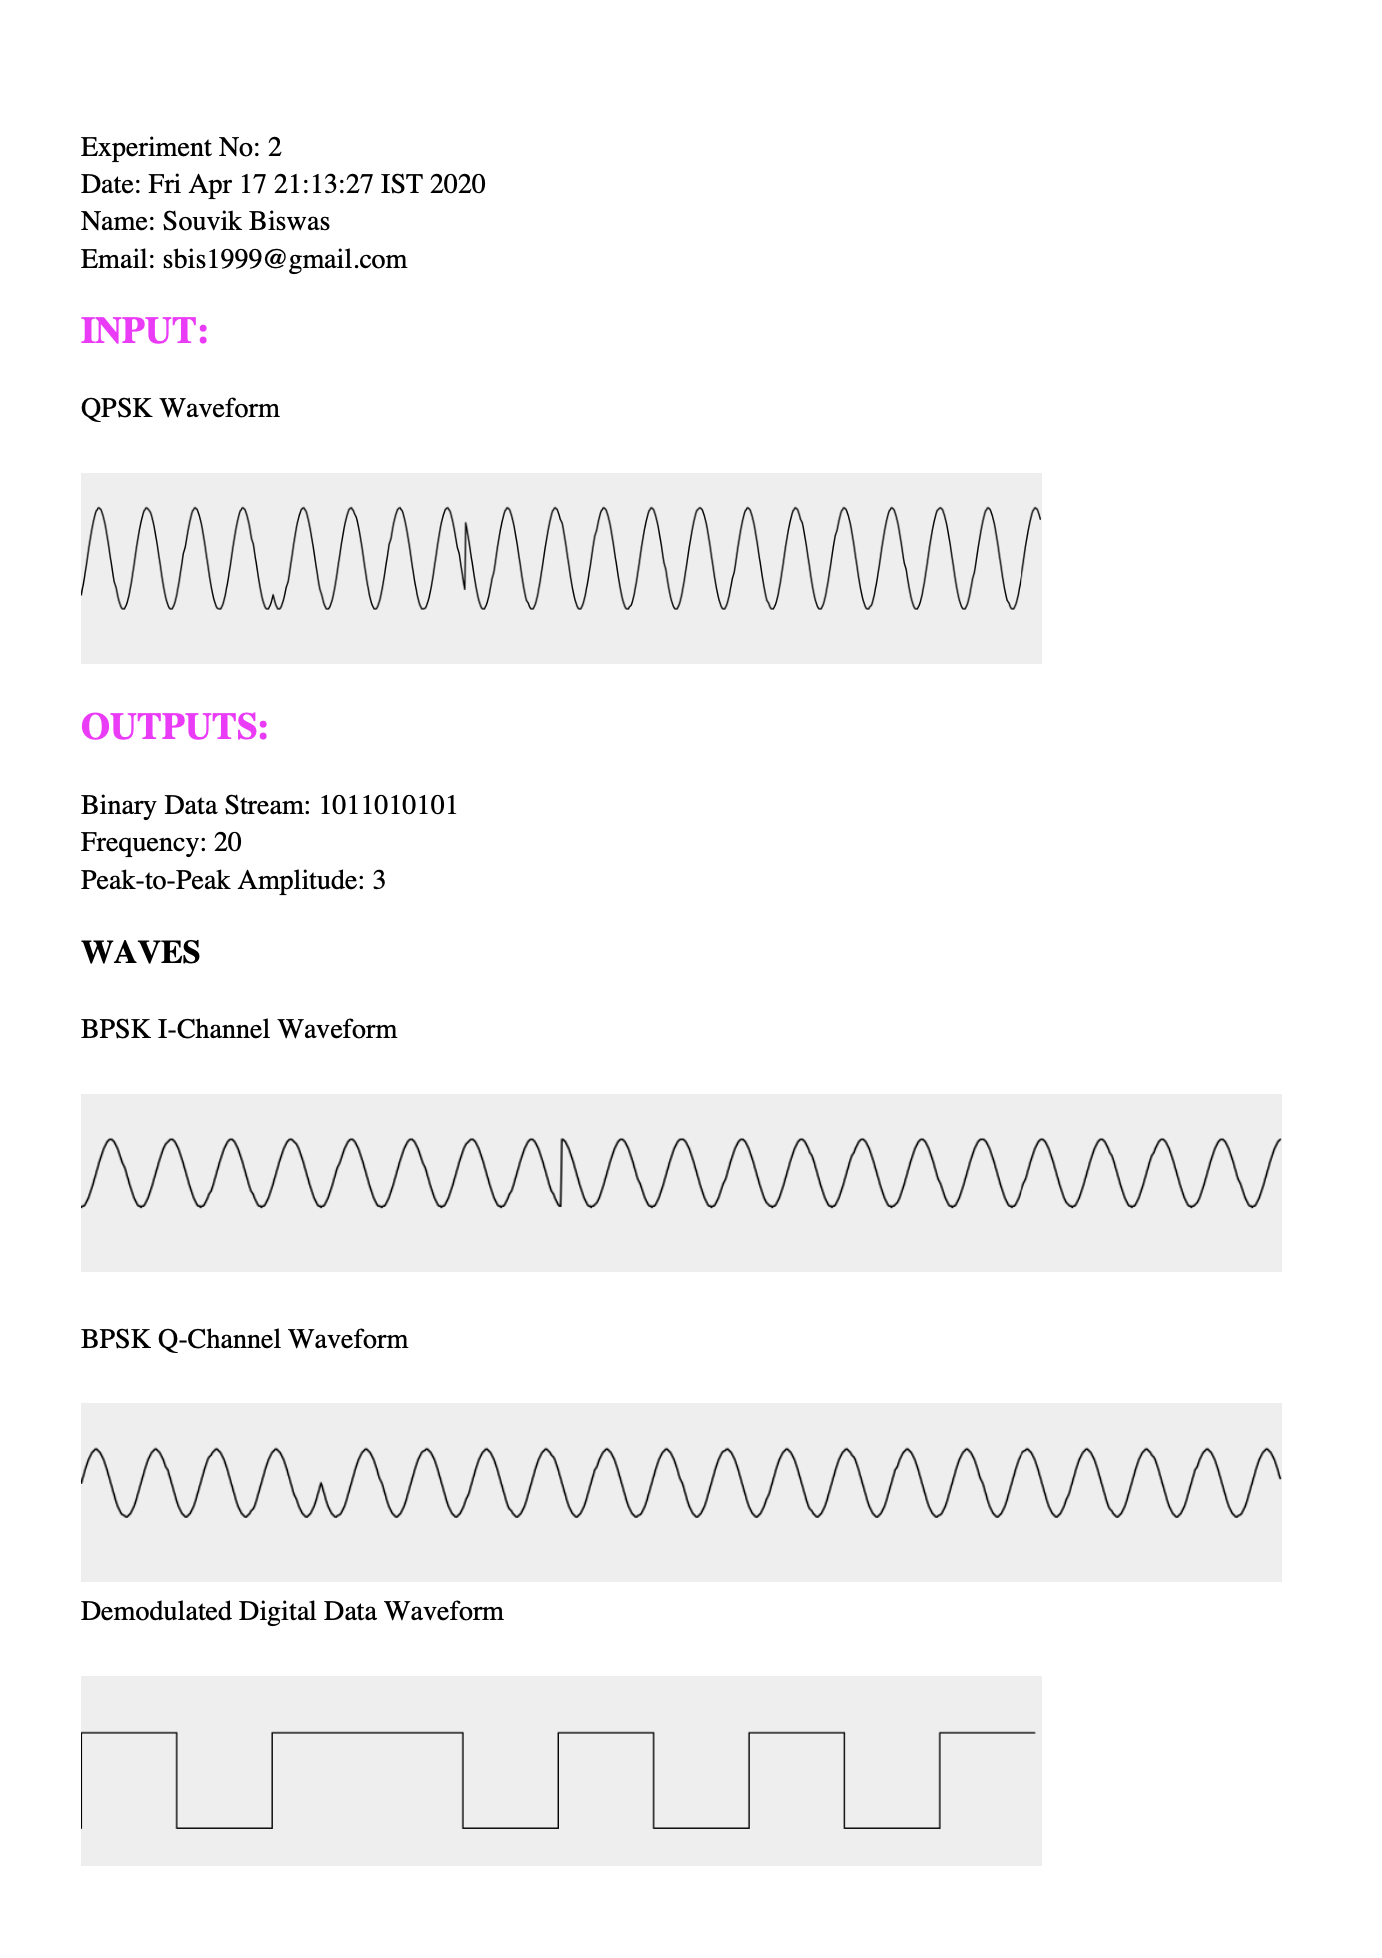 Experiment No: 2
Date: Fri Apr 17 21:13:27 IST 2020
Name: Souvik Biswas
Email: sbis1999@gmail.com
INPUT:
QPSK Waveform
OUTPUTS:
Binary Data Stream: 1011010101
Frequency: 20
Peak-to-Peak Amplitude: 3
WAVES
BPSK I-Channel Waveform
BPSK Q-Channel Waveform
Demodulated Digital Data Waveform